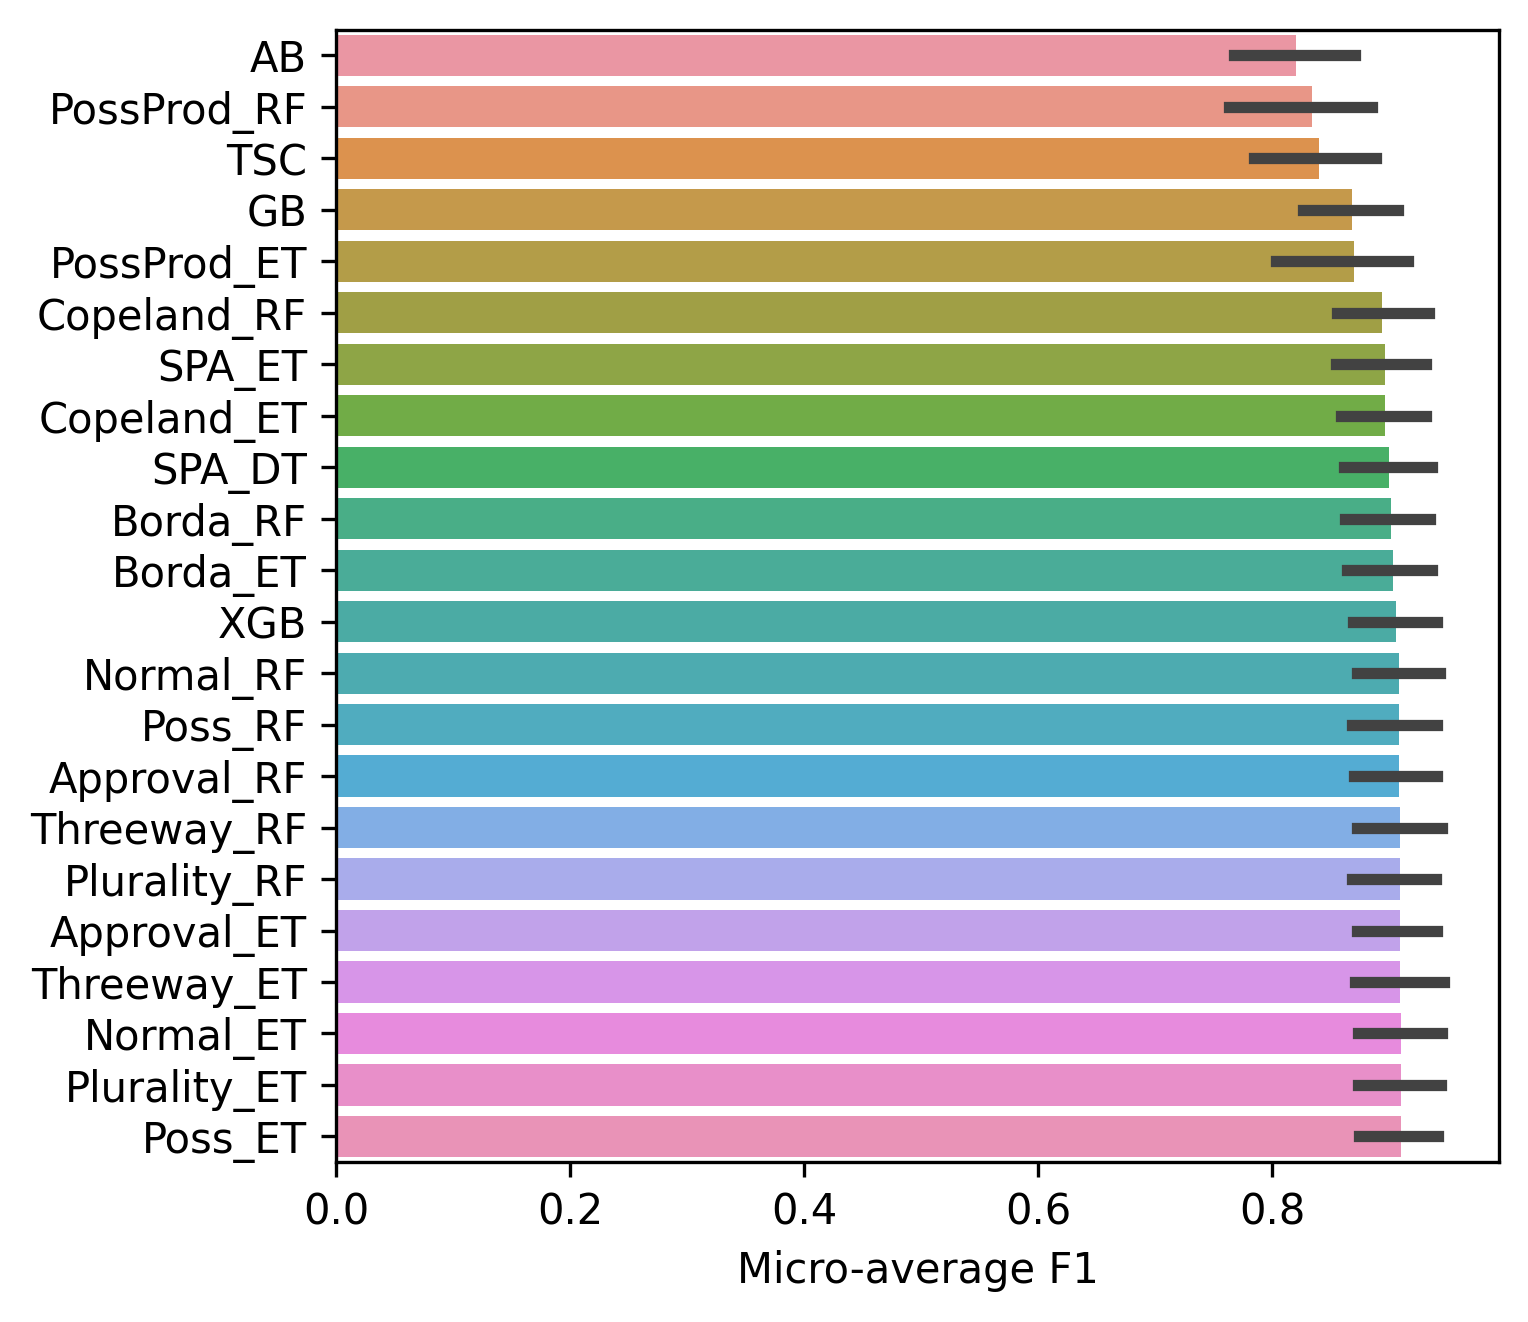 AB
PossProd_RF
TSC
GB
PossProd_ET
Copeland_RF
SPA_ET
Copeland_ET
SPA_DT
Borda_RF
Borda_ET
XGB
Normal_RF
Poss_RF
Approval_RF
Threeway_RF
Plurality_RF
Approval_ET
Threeway_ET
Normal_ET
Plurality_ET
Poss_ET
0.0 0.2 0.4 0.6 0.8
Micro-average F1